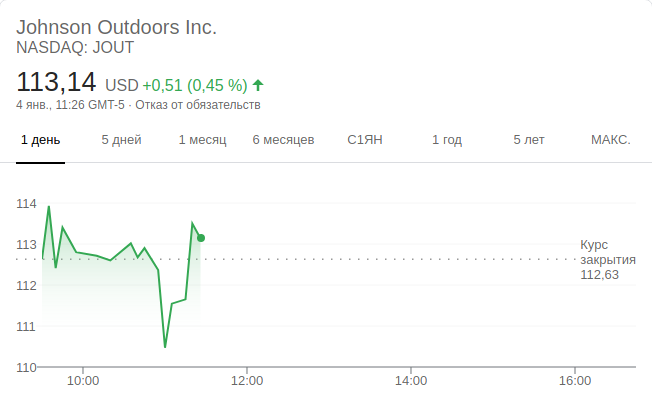 Johnson Outdoors Inc.
NASDAQ: JOUT
113,14 USD +0,51 (0,45 %)
4 янв., 11:26 GMT-5 · Отказ от обязательств
1 день 5 дней 1 месяц 6 месяцев С1ЯН 1 год 5 лет МАКС.
114
113
112
111
110
Курс
закрытия
112,63
10:00 12:00 14:00 16:00